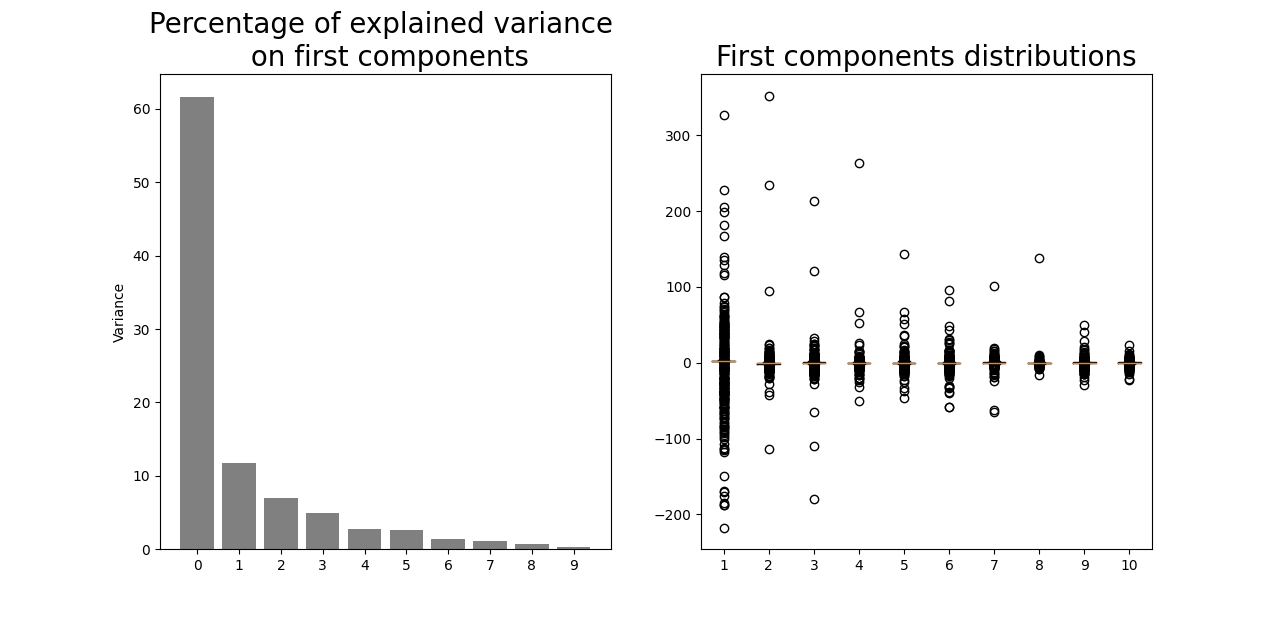 Percentage of explained variance
on first components
Variance
60
50
40
30
20
10
0
0 1 2 3 4 5 6 7 8 9
First components distributions
300
200
100
0
−100
−200
1 2 3 4 5 6 7 8 9 10